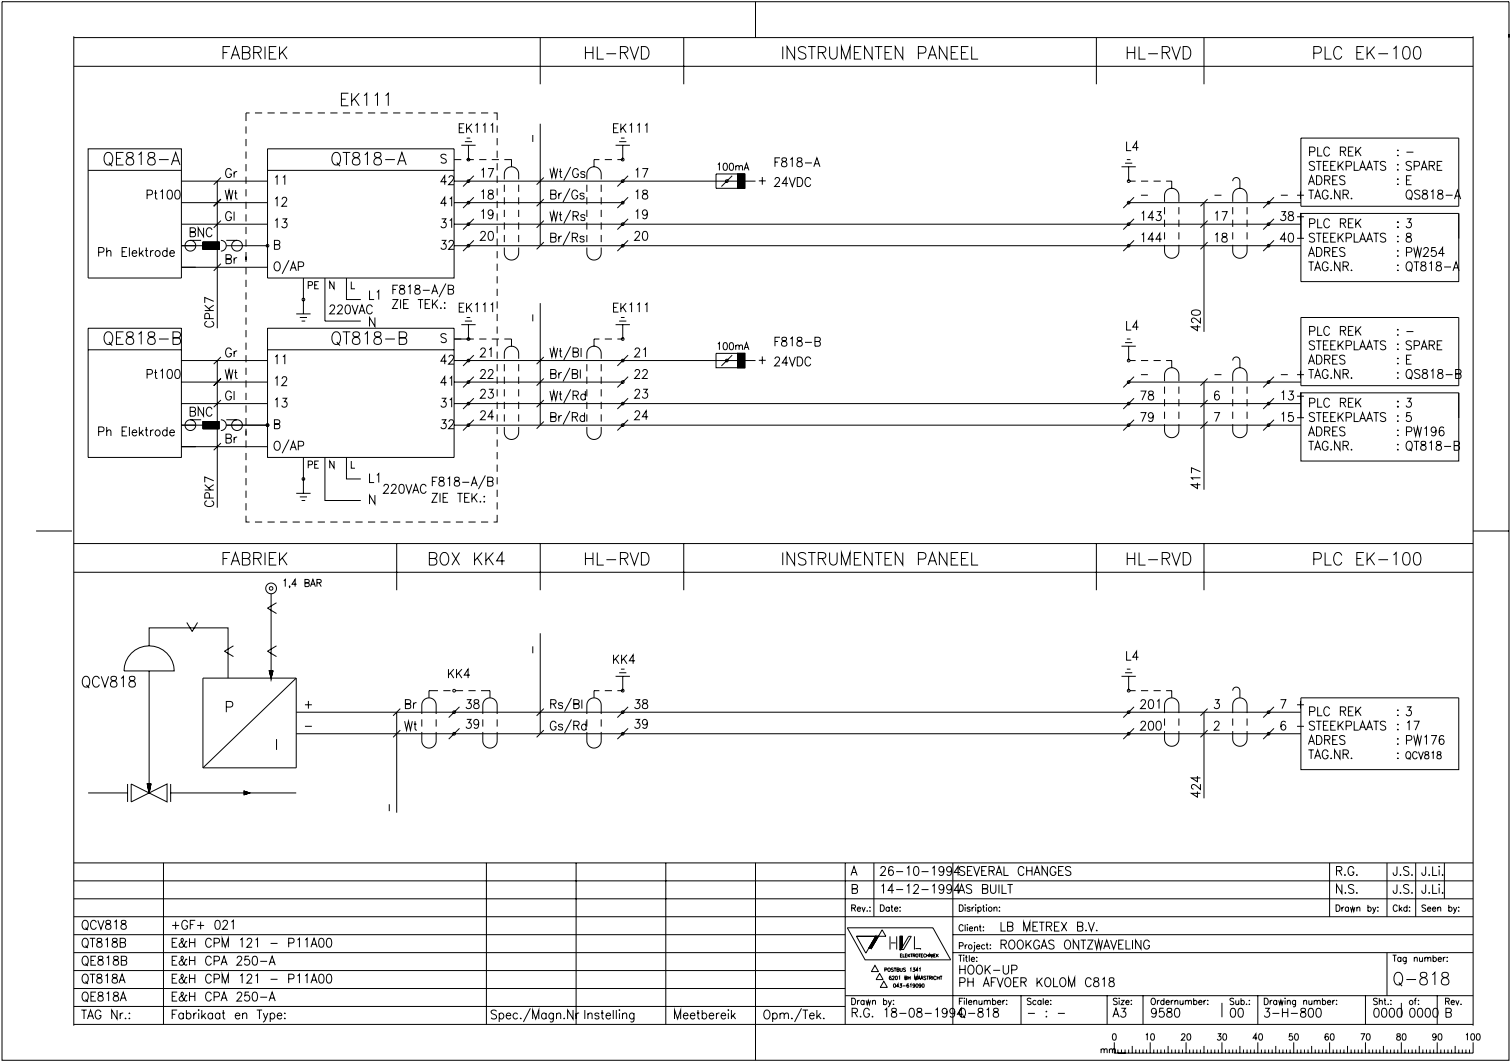 FABRIEK HL-RVD INSTRUMENTEN PANEEL HL-RVD PLC EK-100
EK111
EK111 EK111
QE818-A QT818-A S
Pt100
Ph Elektrode
Gr 11
Wt 12
Gl 13
BNC B
Br O/AP
CPK7
PE N L
L1
220VAC
N
F818-A/B
ZIE TEK.:
42 17 Wt/Gs 17
41 18 Br/Gs 18
31 19 Wt/Rs 19
32 20 Br/Rs 20
100mA F818-A
+ 24VDC
L4
- - -
143 17 38
144 18 40
420
PLC REK : -
STEEKPLAATS : SPARE
ADRES : E
TAG.NR. : QS818-A
PLC REK : 3
STEEKPLAATS : 8
ADRES : PW254
TAG.NR. : QT818-A
EK111 EK111
QE818-B QT818-B S
Pt100
Ph Elektrode
Gr 11
Wt 12
Gl 13
BNC B
Br O/AP
CPK7
PE N L
L1
220VAC
N
F818-A/B
ZIE TEK.:
42 21 Wt/Bl 21
41 22 Br/Bl 22
31 23 Wt/Rd 23
32 24 Br/Rd 24
100mA F818-B
+ 24VDC
L4
- - -
78 6 13
79 7 15
417
PLC REK : -
STEEKPLAATS : SPARE
ADRES : E
TAG.NR. : QS818-B
PLC REK : 3
STEEKPLAATS : 5
ADRES : PW196
TAG.NR. : QT818-B
FABRIEK BOX KK4 HL-RVD INSTRUMENTEN PANEEL HL-RVD PLC EK-100
1,4 BAR
QCV818
P
I
KK4 KK4 L4
+ Br 38 Rs/Bl 38 201 3 7 +
- Wt 39 Gs/Rd 39 200 2 6 -
424
PLC REK : 3
STEEKPLAATS : 17
ADRES : PW176
TAG.NR. : QCV818
A 26-10-1994 SEVERAL CHANGES R.G. J.S. J.Li.
B 14-12-1994 AS BUILT N.S. J.S. J.Li.
Rev.: Date: Disription: Drawn by: Ckd: Seen by:
QCV818 +GF+ 021
QT818B E&H CPM 121 - P11A00
QE818B E&H CPA 250-A
QT818A E&H CPM 121 - P11A00
QE818A E&H CPA 250-A
TAG Nr.: Fabrikaat en Type: Spec./Magn.Nr Instelling Meetbereik Opm./Tek.
HVL
ELEKTROTECHNIEK
POSTBUS 1341
6201 BH MAASTRICHT
043-619090
Client: LB METREX B.V.
Project: ROOKGAS ONTZWAVELING
Title:
HOOK-UP
PH AFVOER KOLOM C818
Tag number:
Q-818
Drawn by: Filenumber: Scale: Size: Ordernumber: Sub.: Drawing number: Sht.: of: Rev.
R.G. 18-08-1994 Q-818 - : - A3 9580 00 3-H-800 0000 0000 B
mm 0 10 20 30 40 50 60 70 80 90 100